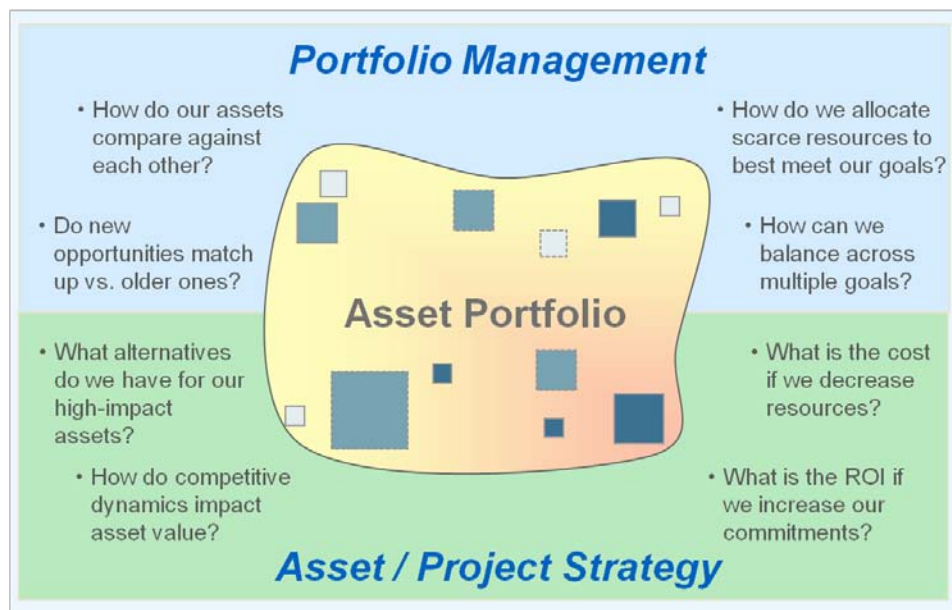 Portfolio Management
• How do our assets
compare against
each other?
• Do new
opportunities match
up vs. older ones?
• How do we allocate
scarce resources to
best meet our goals?
• How can we
balance across
multiple goals?
Asset Portfolio
• What alternatives
do we have for our
high-impact
assets?
• How do competitive
dynamics impact
asset value?
• What is the cost
if we decrease
resources?
• What is the ROI if
we increase our
commitments?
Asset / Project Strategy